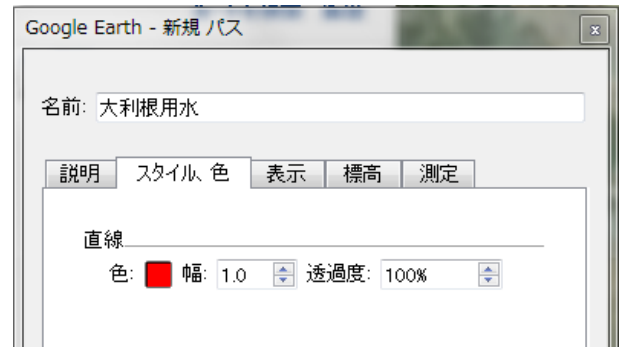 Google Earth - 新規 パス
名前: 大利根用水
説明 スタイル、色 表示 標高 測定
直線
色: 幅: 1.0 透過度: 100%